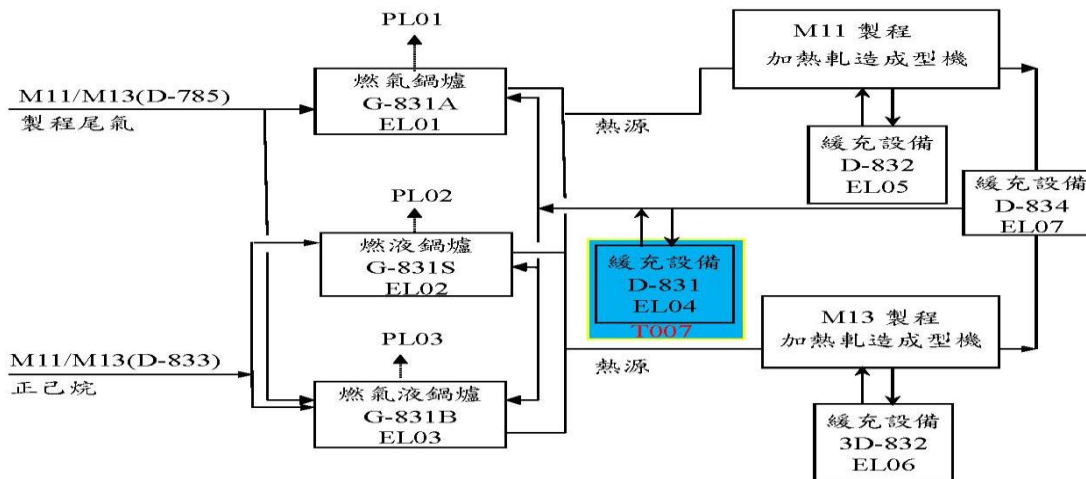 PL01
燃氣鍋爐
G-831A
EL01
M11/M13(D-785)
製程尾氣
M11 製程
加熱軋造成型機
熱源
緩充設備
D-832
EL05
緩充設備
D-834
EL07
PL02
燃液鍋爐
G-831S
EL02
緩充設備
D-831
EL04
T007
M13 製程
加熱軋造成型機
熱源
PL03
M11/M13(D-833)
正己烷
燃氣液鍋爐
G-831B
EL03
緩充設備
3D-832
EL06